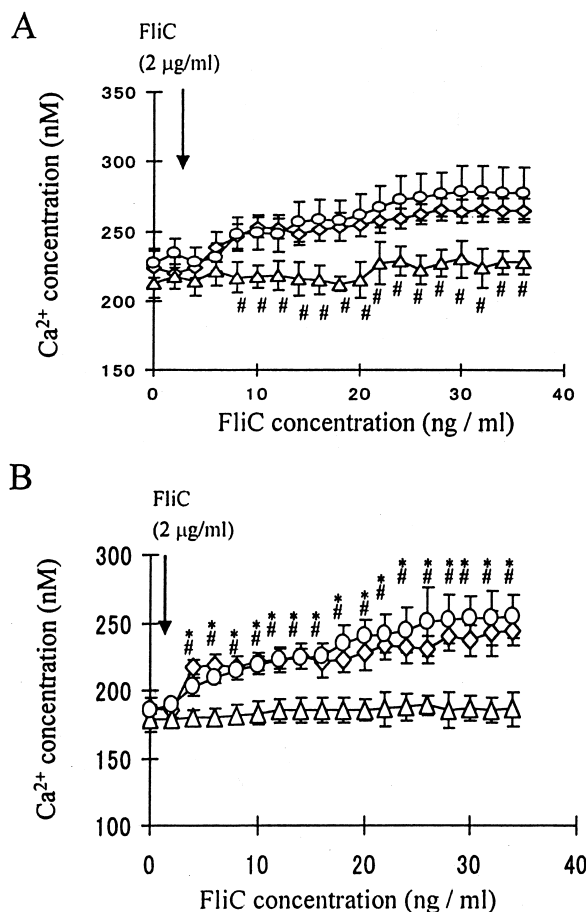 A
FliC
(2 µg/ml)
Ca2+ concentration (nM)
350
300
250
200
150
# # # # # # # # # # # # # # #
0 10 20 30 40
FliC concentration (ng / ml)
B
FliC
(2 µg/ml)
Ca2+ concentration (nM)
300
250
200
150
100
* * * * * * * * * * * * * * * *
# # # # # # # # # # # # # # # #
0 10 20 30 40
FliC concentration (ng / ml)